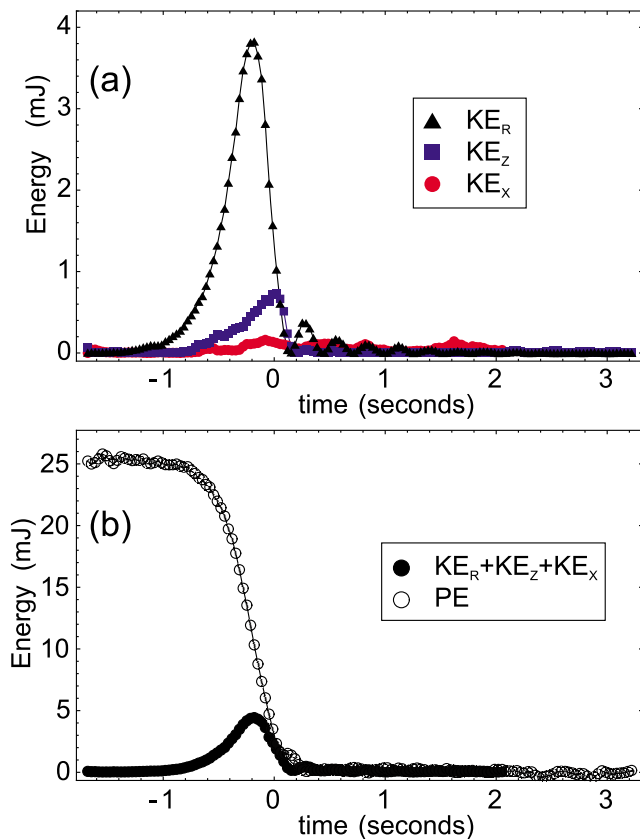 4
3
2
1
0
Energy (mJ)
(a)
KE_R
KE_Z
KE_X
-1 0 1 2 3
time (seconds)
25
20
15
10
5
0
Energy (mJ)
(b)
KE_R+KE_Z+KE_X
PE
-1 0 1 2 3
time (seconds)